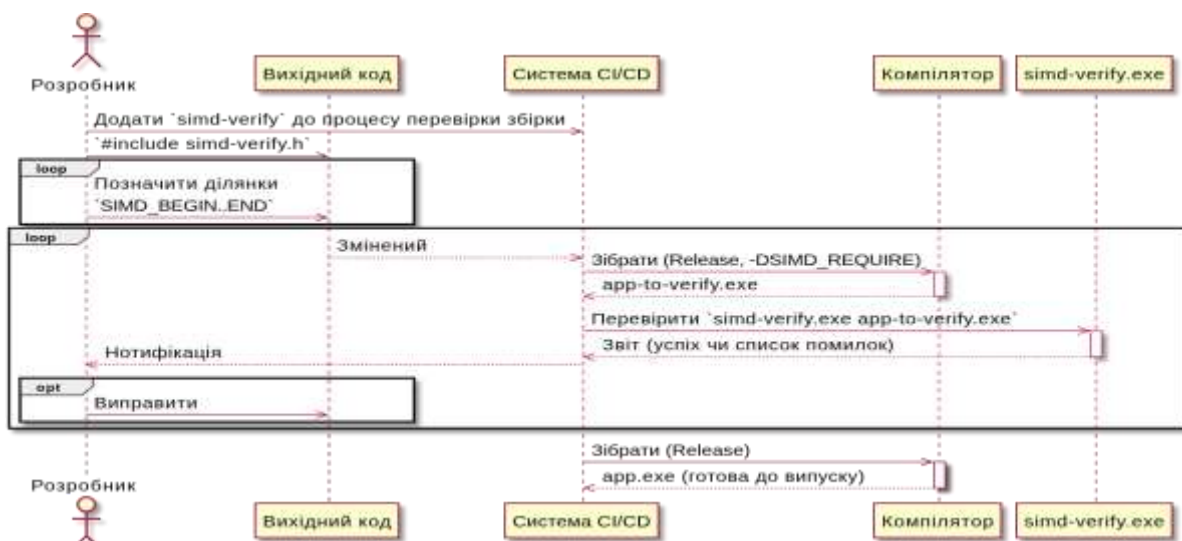 Розробник
Вихідний код
Система CI/CD
Компілятор
simd-verify.exe
Додати `simd-verify` до процесу перевірки збірки
`#include simd-verify.h`
loop
Позначити ділянки
`SIMD_BEGIN..END`
loop
Змінений
Зібрати (Release, -DSIMD_REQUIRE)
app-to-verify.exe
Перевірити `simd-verify.exe app-to-verify.exe`
Звіт (успіх чи список помилок)
Нотифікація
opt
Виправити
Зібрати (Release)
app.exe (готова до випуску)
Розробник
Вихідний код
Система CI/CD
Компілятор
simd-verify.exe